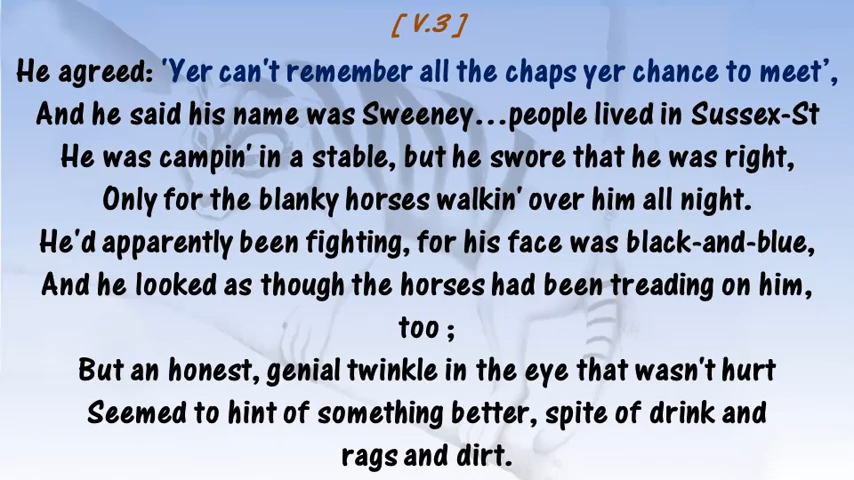 [ V.3 ]
He agreed: ‘Yer can't remember all the chaps yer chance to meet’,
And he said his name was Sweeney...people lived in Sussex-St
He was campin' in a stable, but he swore that he was right,
Only for the blanky horses walkin' over him all night.
He'd apparently been fighting, for his face was black-and-blue,
And he looked as though the horses had been treading on him,
too ;
But an honest, genial twinkle in the eye that wasn't hurt
Seemed to hint of something better, spite of drink and
rags and dirt.